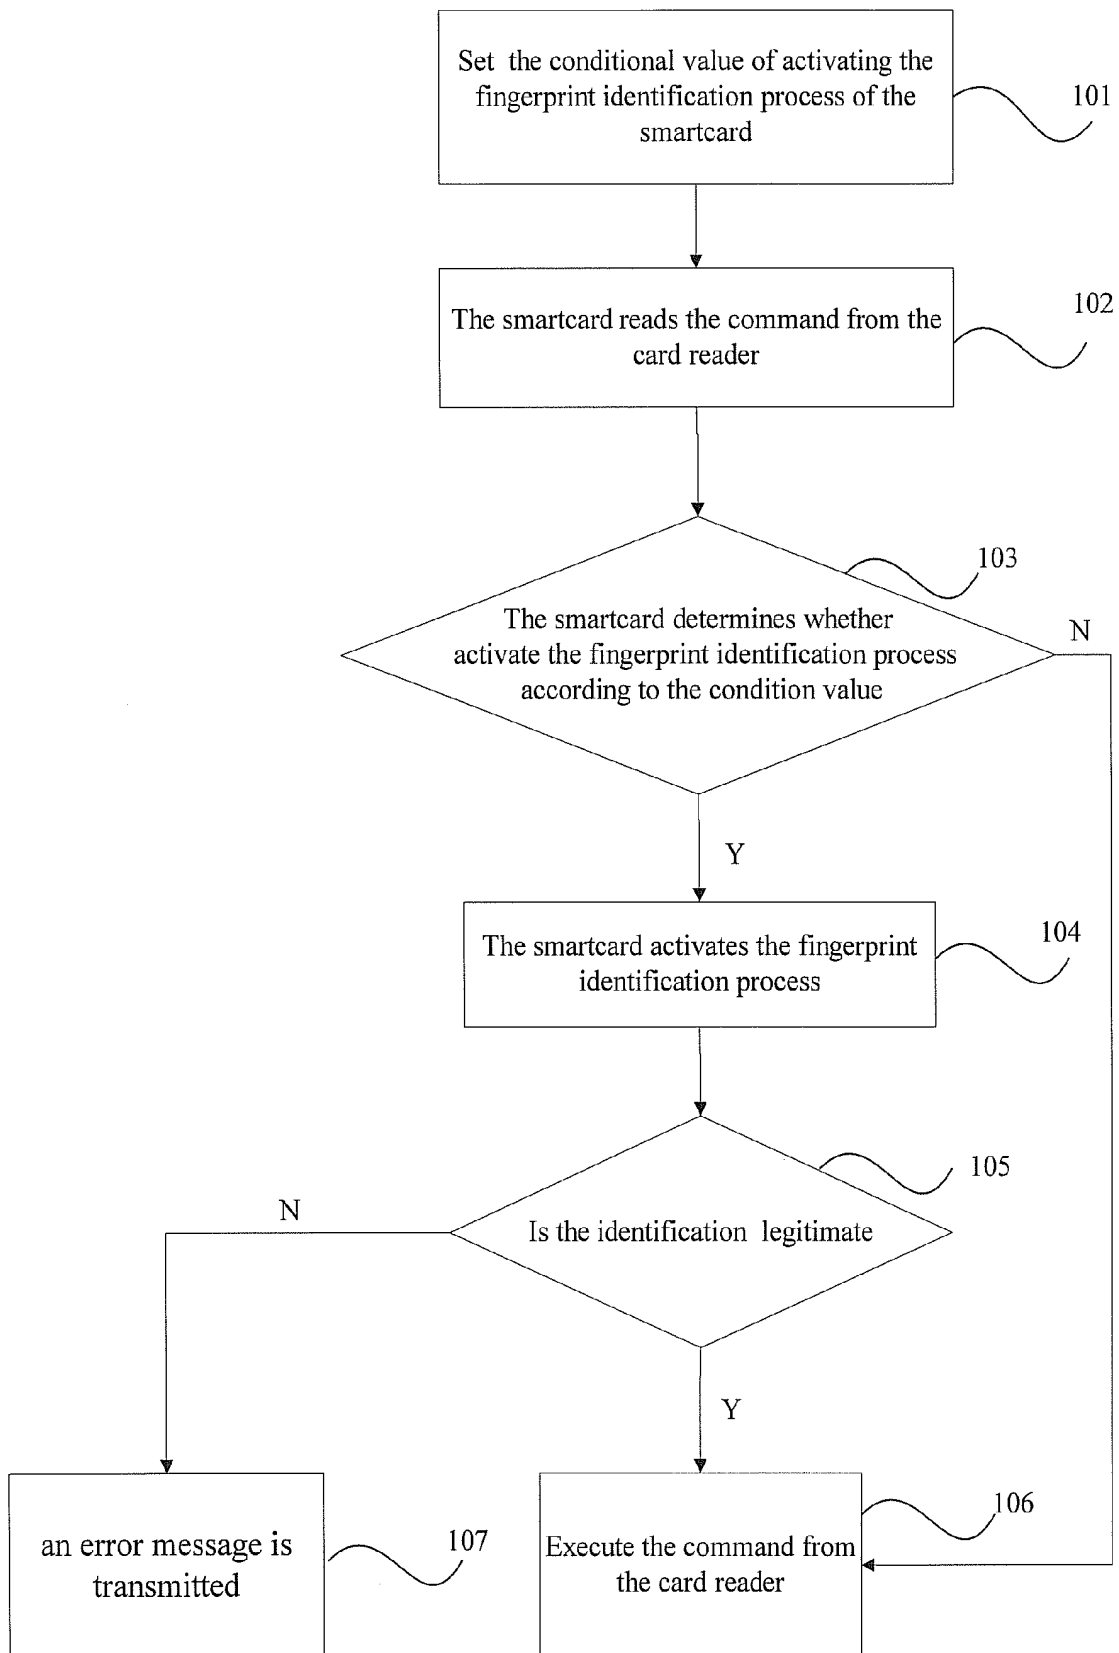 Set the conditional value of activating the
fingerprint identification process of the
smartcard
101
The smartcard reads the command from the
card reader
102
103
The smartcard determines whether
activate the fingerprint identification process
according to the condition value
N
Y
The smartcard activates the fingerprint
identification process
104
105
Is the identification legitimate
N
Y
an error message is
transmitted
107
Execute the command from
the card reader
106